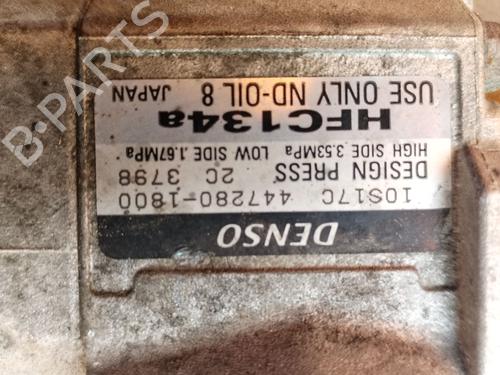 DENSO
10S17C 447280-1800
DESIGN PRESS 2C 3798
HIGH SIDE 3.53MPa LOW SIDE 1.67MPa
HFC134a
USE ONLY ND-OIL 8 JAPAN
B-PARTS